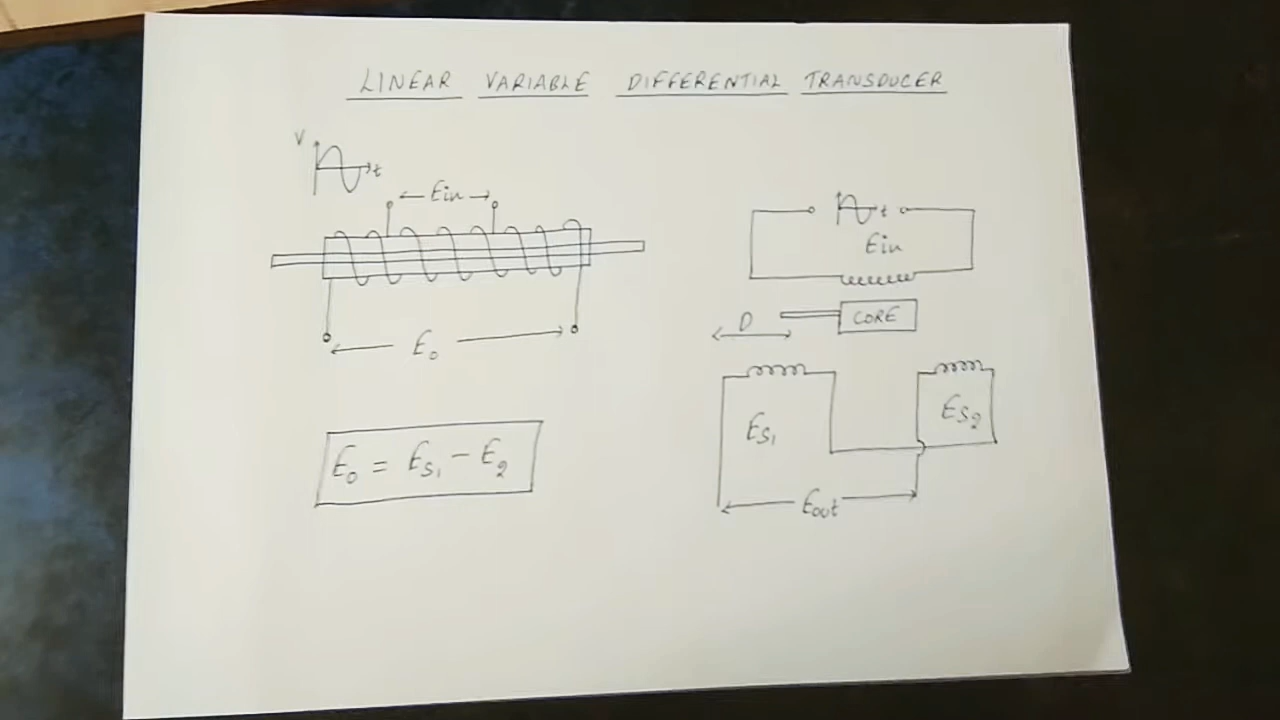 LINEAR VARIABLE DIFFERENTIAL TRANSDUCER
V
t
Ein
E₀
E₀ = ES₁ - E₂
t
Ein
D
CORE
ES₁
ES₂
Eout